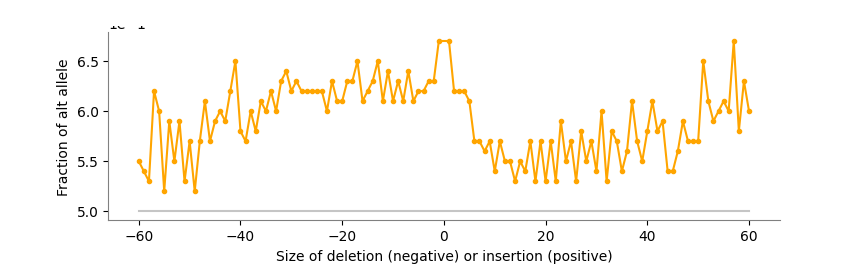 6.5
6.0
5.5
5.0
Fraction of alt allele
−60 −40 −20 0 20 40 60
Size of deletion (negative) or insertion (positive)